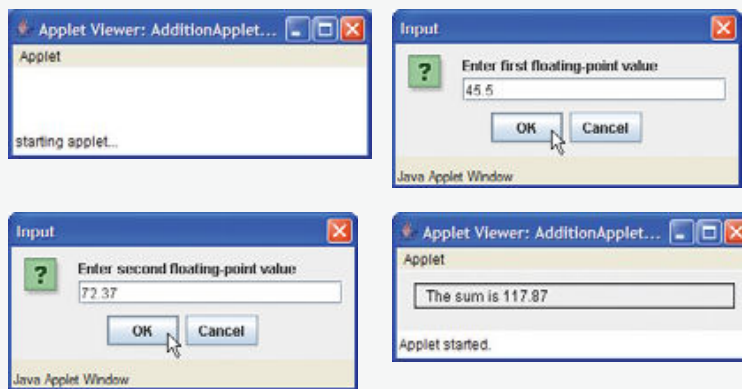 Applet Viewer: AdditionApplet...
Applet
starting applet...
Input
Enter first floating-point value
45.5
OK Cancel
Java Applet Window
Input
Enter second floating-point value
72.37
OK Cancel
Java Applet Window
Applet Viewer: AdditionApplet...
Applet
The sum is 117.87
Applet started.